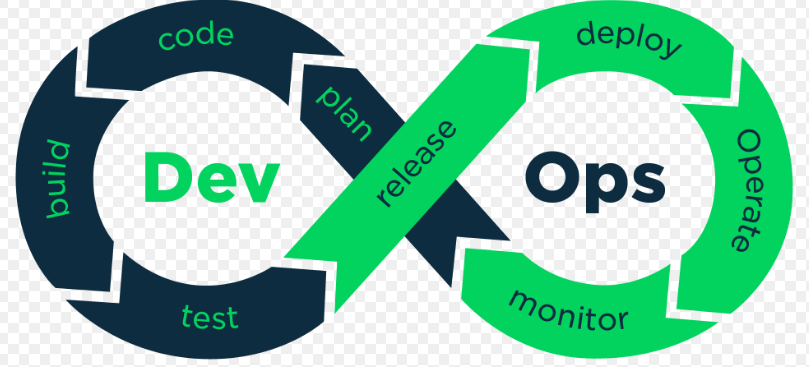 code
plan
build
Dev
test
release
deploy
Operate
Ops
monitor